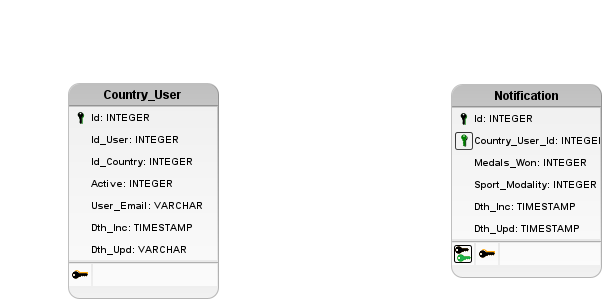 Country_User
Id: INTEGER
Id_User: INTEGER
Id_Country: INTEGER
Active: INTEGER
User_Email: VARCHAR
Dth_Inc: TIMESTAMP
Dth_Upd: VARCHAR
Notification
Id: INTEGER
Country_User_Id: INTEGEI
Medals_Won: INTEGER
Sport_Modality: INTEGER
Dth_Inc: TIMESTAMP
Dth_Upd: TIMESTAMP